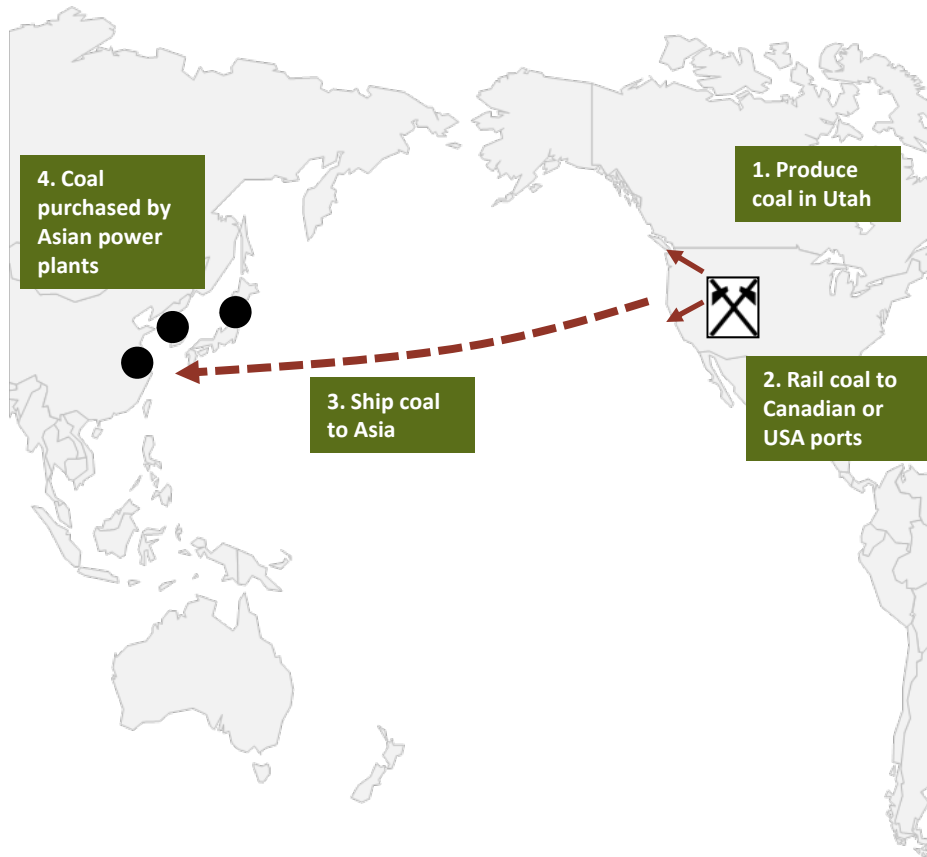 1. Produce
coal in Utah
2. Rail coal to
Canadian or
USA ports
3. Ship coal
to Asia
4. Coal
purchased by
Asian power
plants